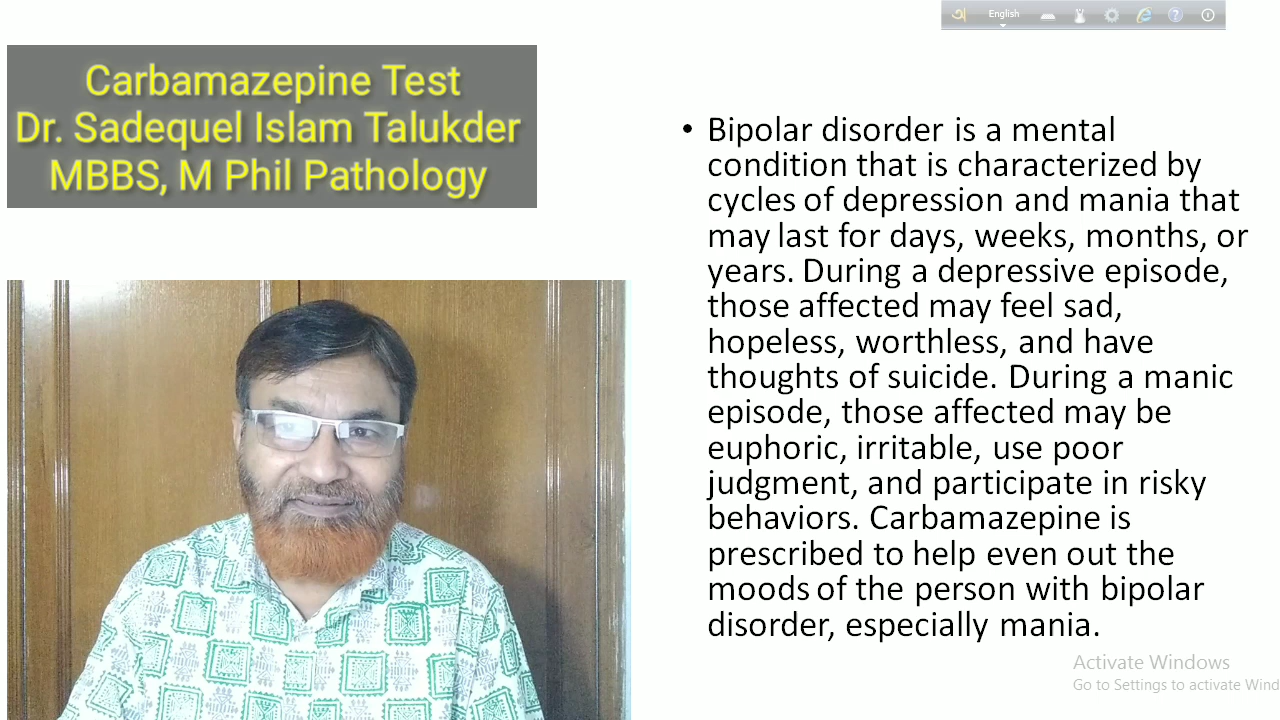 English
Carbamazepine Test
Dr. Sadequel Islam Talukder
MBBS, M Phil Pathology
• Bipolar disorder is a mental
condition that is characterized by
cycles of depression and mania that
may last for days, weeks, months, or
years. During a depressive episode,
those affected may feel sad,
hopeless, worthless, and have
thoughts of suicide. During a manic
episode, those affected may be
euphoric, irritable, use poor
judgment, and participate in risky
behaviors. Carbamazepine is
prescribed to help even out the
moods of the person with bipolar
disorder, especially mania.
Activate Windows
Go to Settings to activate Wind